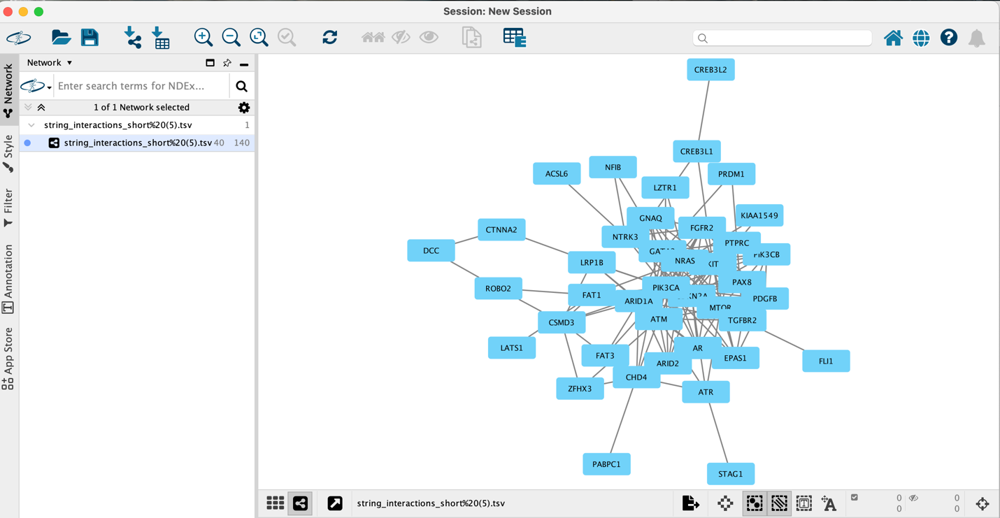 Session: New Session
Network
Enter search terms for NDEx...
1 of 1 Network selected
string_interactions_short%20(5).tsv 1
string_interactions_short%20(5).tsv 40 140
Network
Style
Filter
Annotation
App Store
CREB3L2
CREB3L1
NFIB
ACSL6
PRDM1
LZTR1
KIAA1549
GNAQ
FGFR2
CTNNA2
NTRK3
PTPRC
DCC
PIK3CB
NRAS
LRP1B
KIT
PAX8
ROBO2
PIK3CA
FAT1
PDGFB
ARID1A
MTOR
ATM
TGFBR2
CSMD3
LATS1
AR
FAT3
EPAS1
FLI1
ARID2
CHD4
ZFHX3
ATR
PABPC1
STAG1
string_interactions_short%20(5).tsv
T
A
0 0
0 0